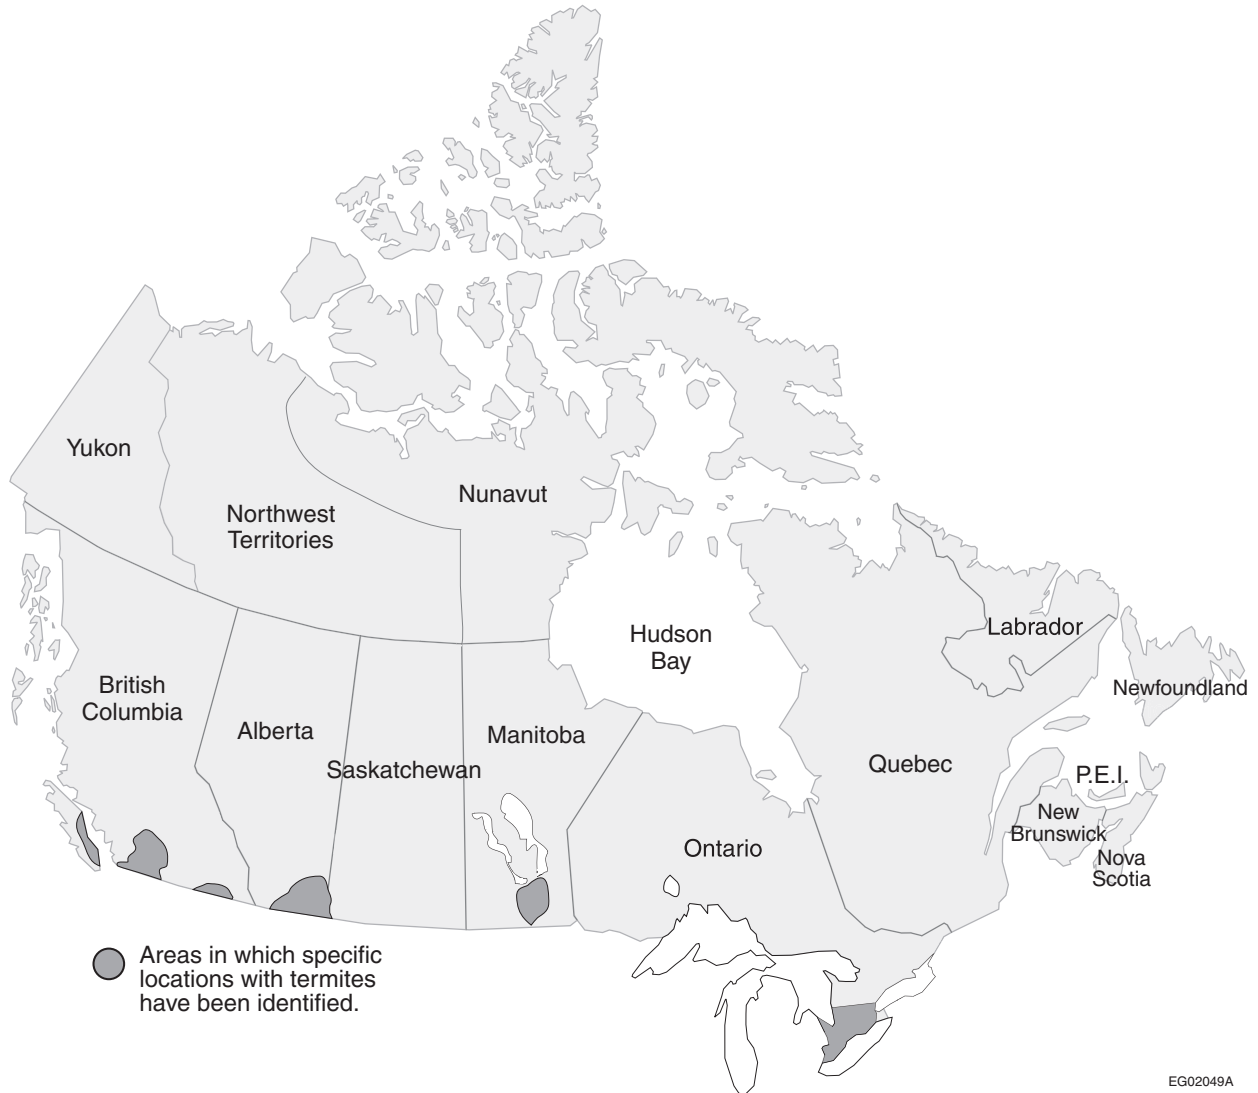 Yukon
Northwest
Territories
Nunavut
Hudson
Bay
Labrador
Newfoundland
British
Columbia
Alberta
Saskatchewan
Manitoba
Ontario
Quebec
P.E.I.
New
Brunswick
Nova
Scotia
Areas in which specific
locations with termites
have been identified.
EG02049A